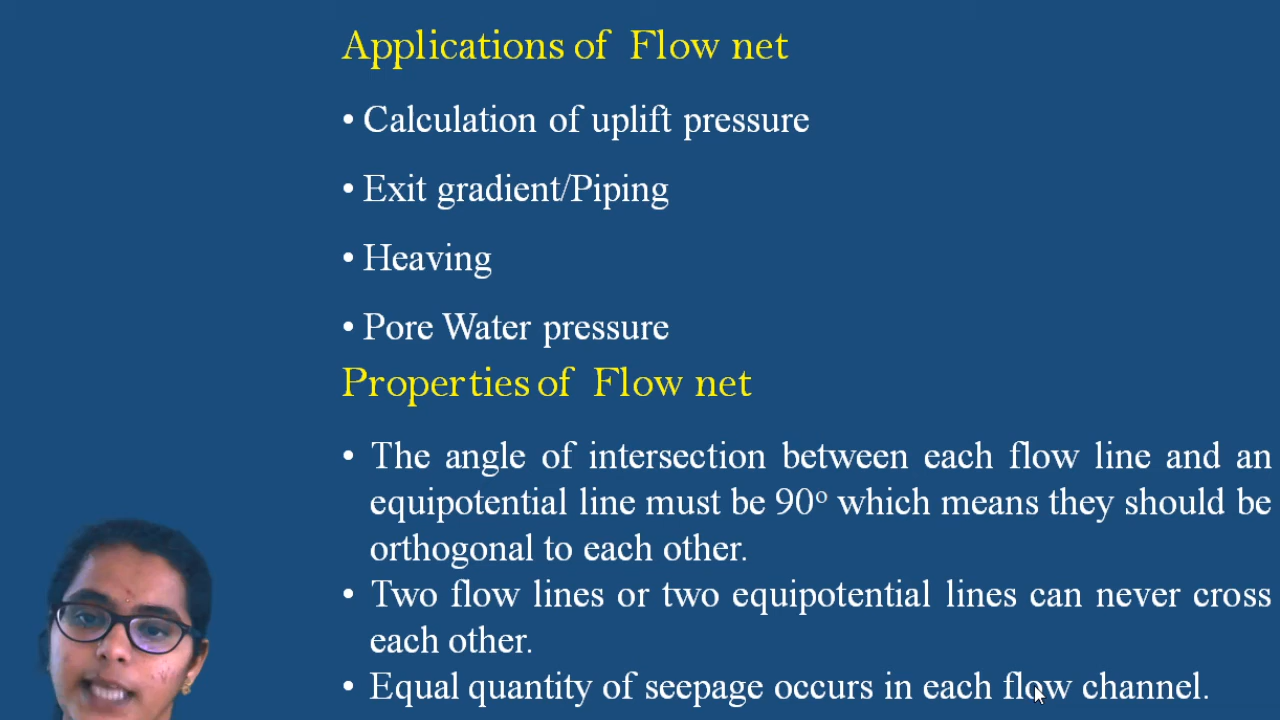 Applications of Flow net
• Calculation of uplift pressure
• Exit gradient/Piping
• Heaving
• Pore Water pressure
Properties of Flow net
• The angle of intersection between each flow line and an
equipotential line must be 90° which means they should be
orthogonal to each other.
• Two flow lines or two equipotential lines can never cross
each other.
• Equal quantity of seepage occurs in each flow channel.